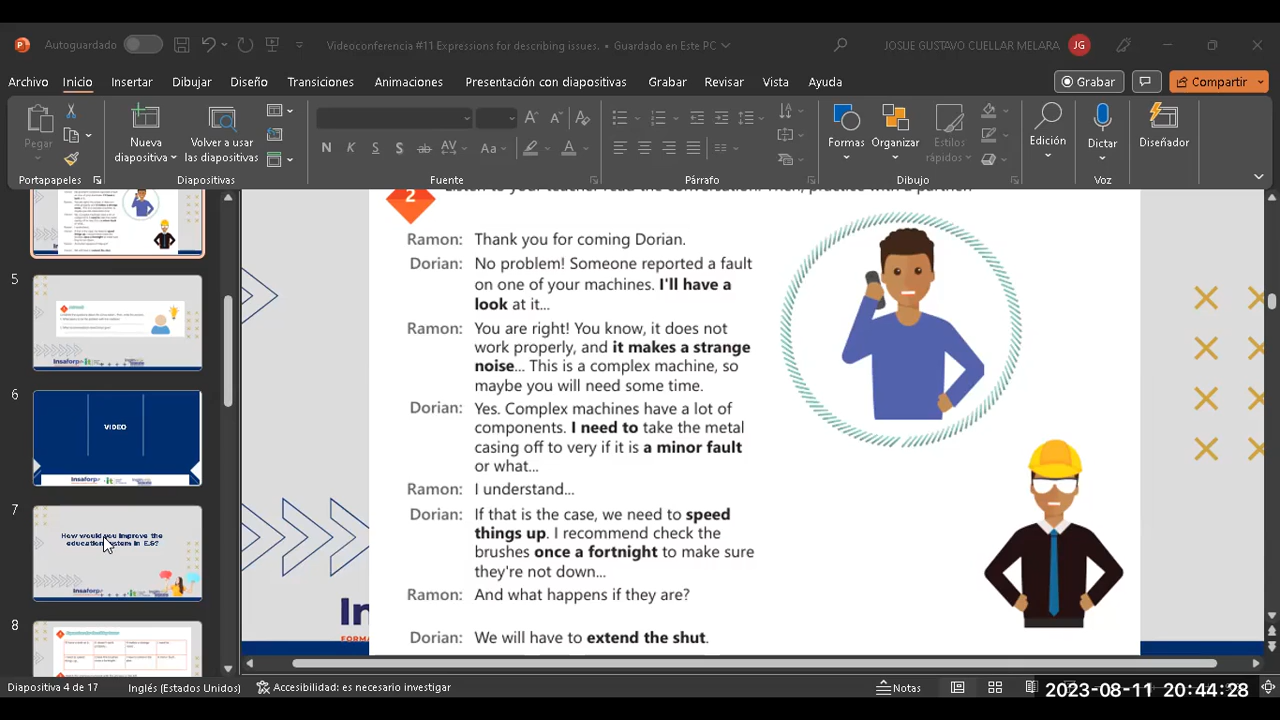 Autoguardado
Videoconferencia #11 Expressions for describing issues. • Guardado en Este PC
JOSUE GUSTAVO CUELLAR MELARA
JG
Archivo Inicio Insertar Dibujar Diseño Transiciones Animaciones Presentación con diapositivas Grabar Revisar Vista Ayuda
Grabar
Compartir
Pegar
Nueva diapositiva
Volver a usar las diapositivas
Formas
Organizar
Estilos rápidos
Edición
Dictar
Diseñador
Portapapeles
Diapositivas
Fuente
Párrafo
Dibujo
Voz
2
Ramon: Thank you for coming Dorian.
Dorian: No problem! Someone reported a fault
on one of your machines. I'll have a
look at it...
Ramon: You are right! You know, it does not
work properly, and it makes a strange
noise... This is a complex machine, so
maybe you will need some time.
Dorian: Yes. Complex machines have a lot of
components. I need to take the metal
casing off to very if it is a minor fault
or what...
Ramon: I understand...
Dorian: If that is the case, we need to speed
things up. I recommend check the
brushes once a fortnight to make sure
they're not down...
Ramon: And what happens if they are?
Dorian: We will have to extend the shut.
5
6
VIDEO
Insaforp
7
How would you improve the
education system in E.S?
Insaforp
8
Diapositiva 4 de 17
Inglés (Estados Unidos)
Accesibilidad: es necesario investigar
Notas
2023-08-11 20:44:28